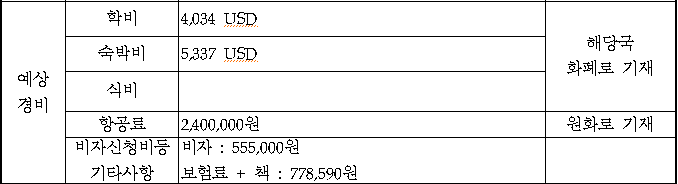 예상
경비
학비 4,034 USD
숙박비 5,337 USD
식비
해당국
화폐로 기재
항공료 2,400,000원 원화로 기재
비자신청비등 비자 : 555,000원
기타사항 보험료 + 책 : 778,590원